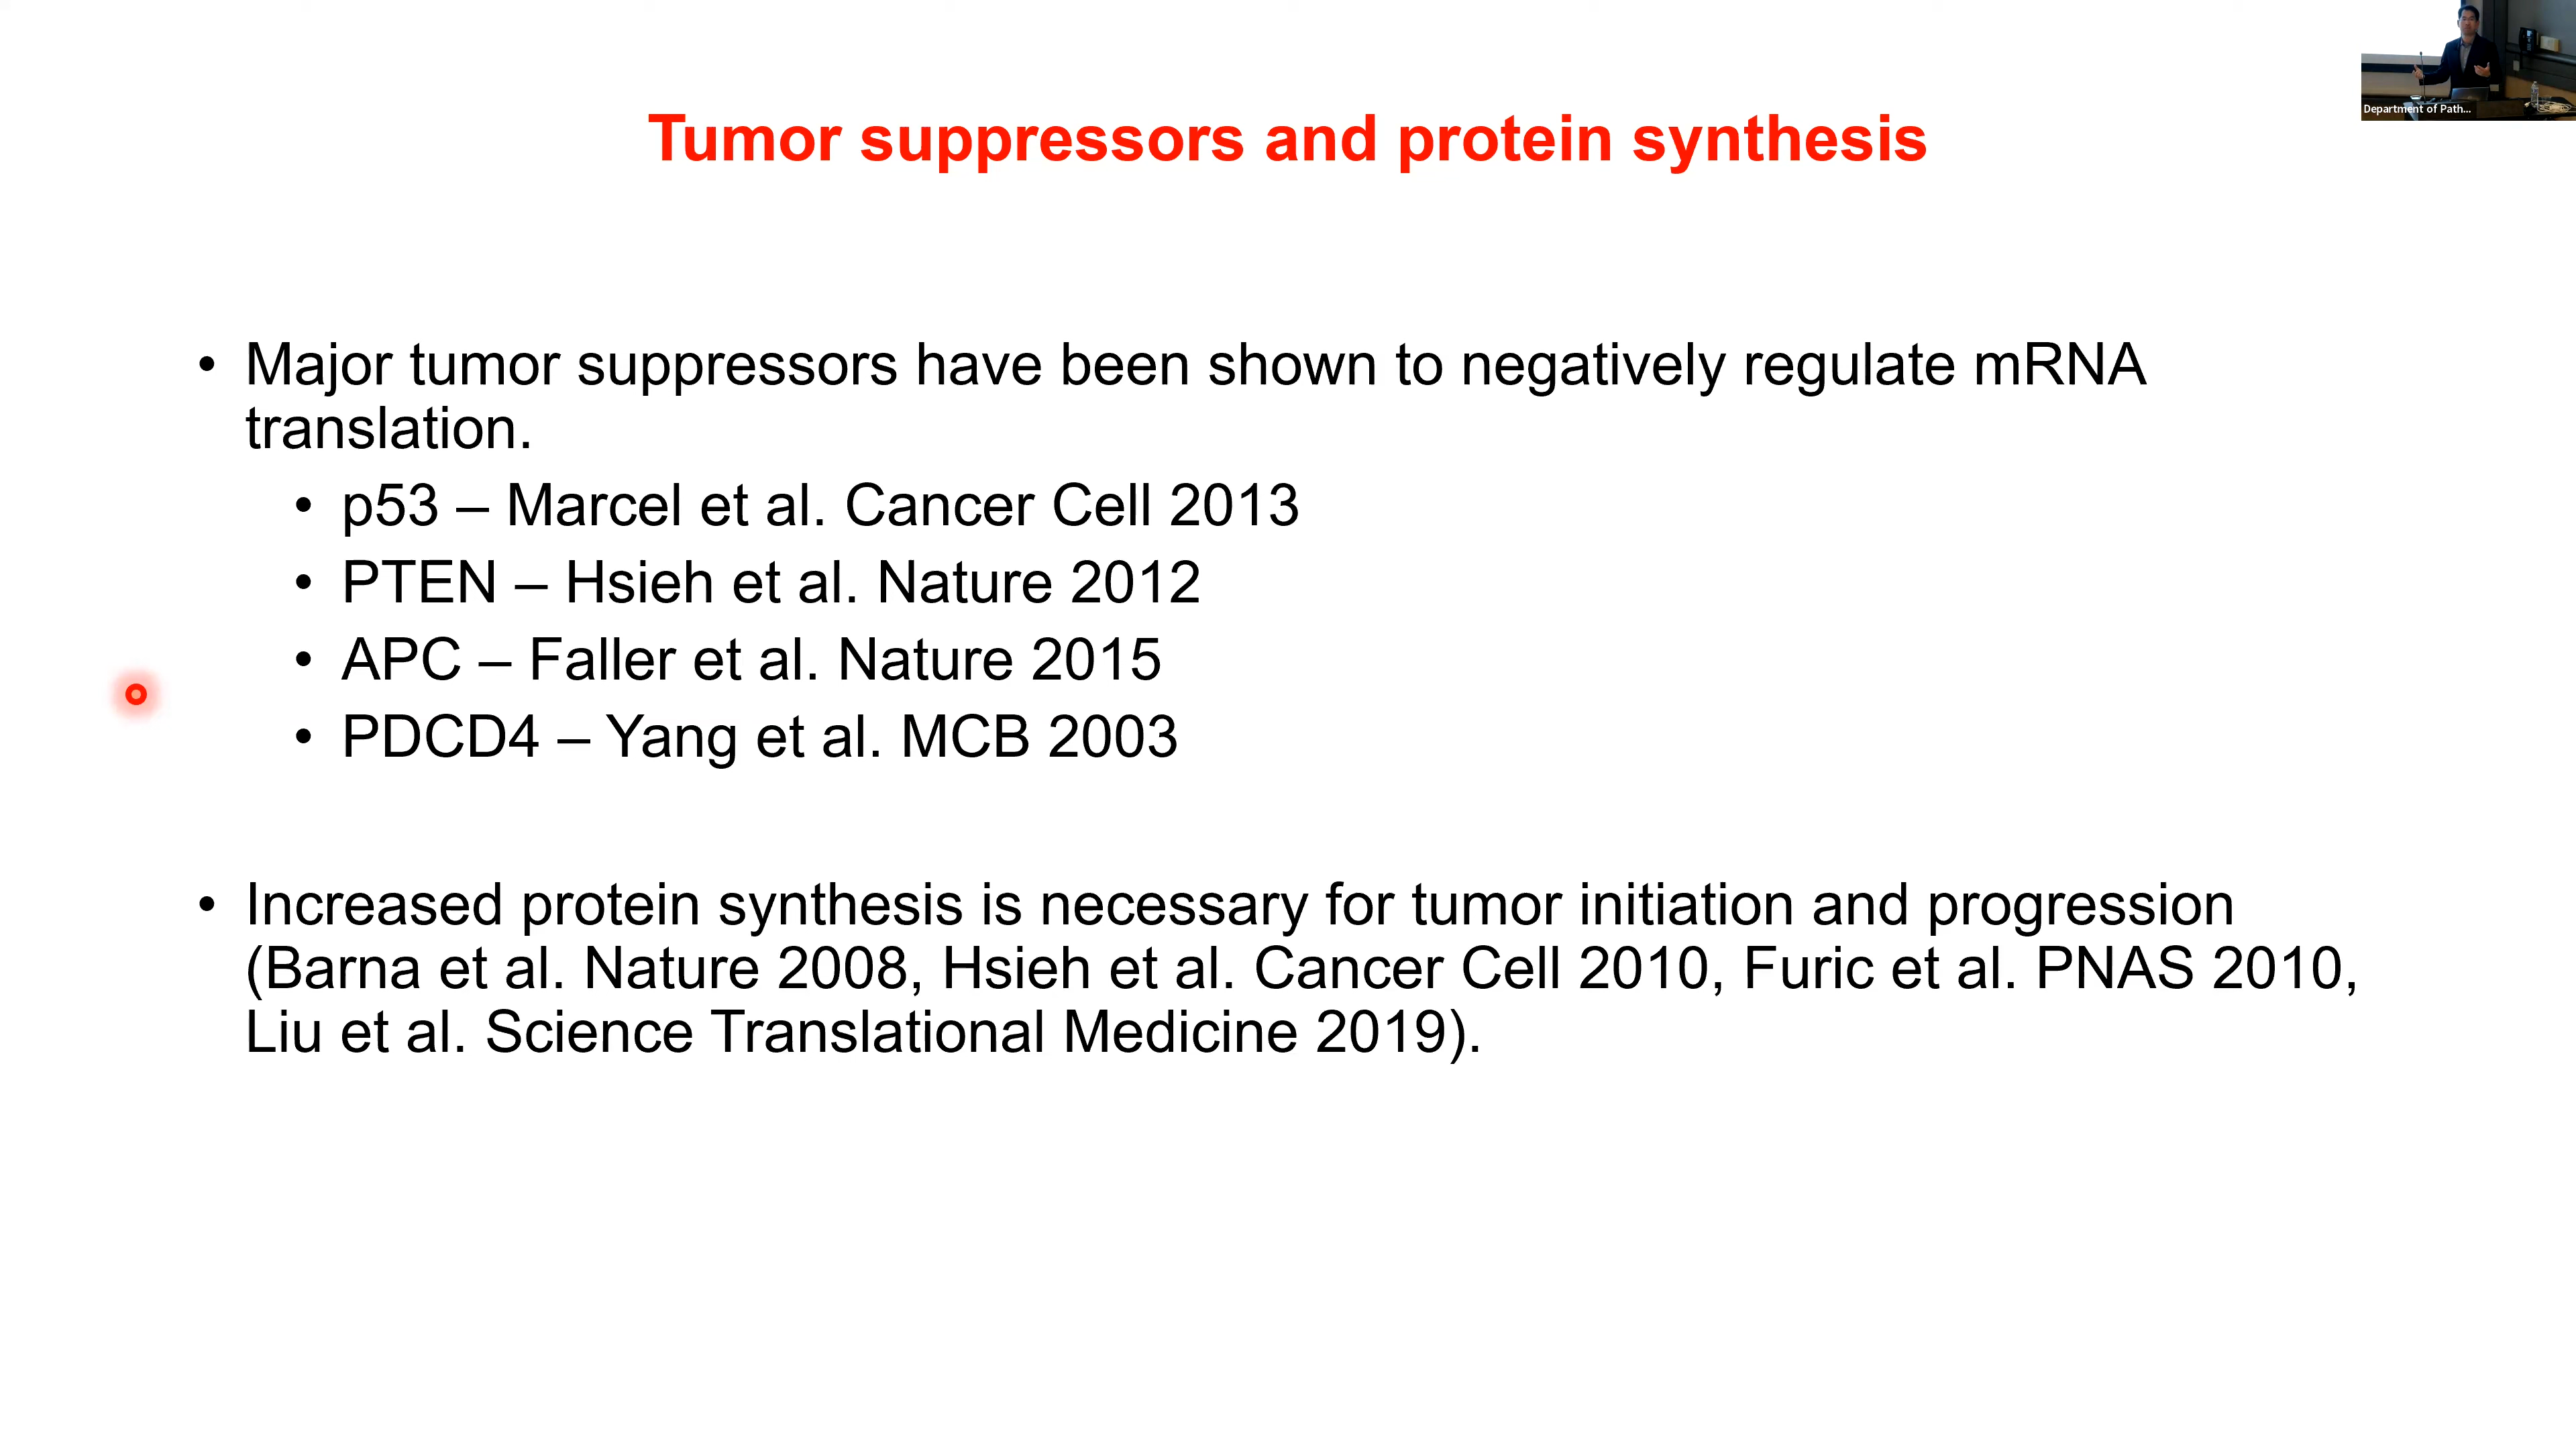 Department of Path...
Tumor suppressors and protein synthesis
• Major tumor suppressors have been shown to negatively regulate mRNA
translation.
• p53 – Marcel et al. Cancer Cell 2013
• PTEN – Hsieh et al. Nature 2012
• APC – Faller et al. Nature 2015
• PDCD4 – Yang et al. MCB 2003
• Increased protein synthesis is necessary for tumor initiation and progression
(Barna et al. Nature 2008, Hsieh et al. Cancer Cell 2010, Furic et al. PNAS 2010,
Liu et al. Science Translational Medicine 2019).